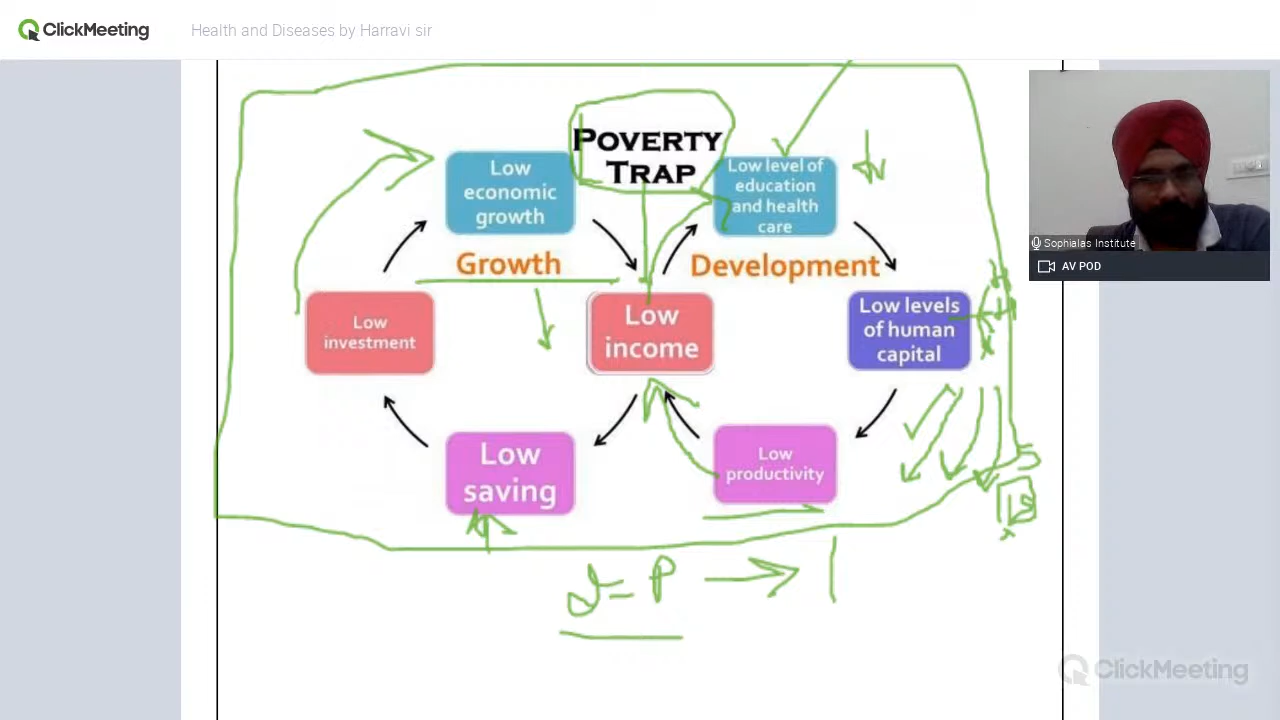 ClickMeeting
Health and Diseases by Harravi sir
POVERTY
TRAP
Low
economic
growth
Low level of
education
and health
care
Growth
Development
Low
investment
Low
income
Low levels
of human
capital
Low
saving
Low
productivity
= P → 1
Sophialas Institute
AV POD
ClickMeeting